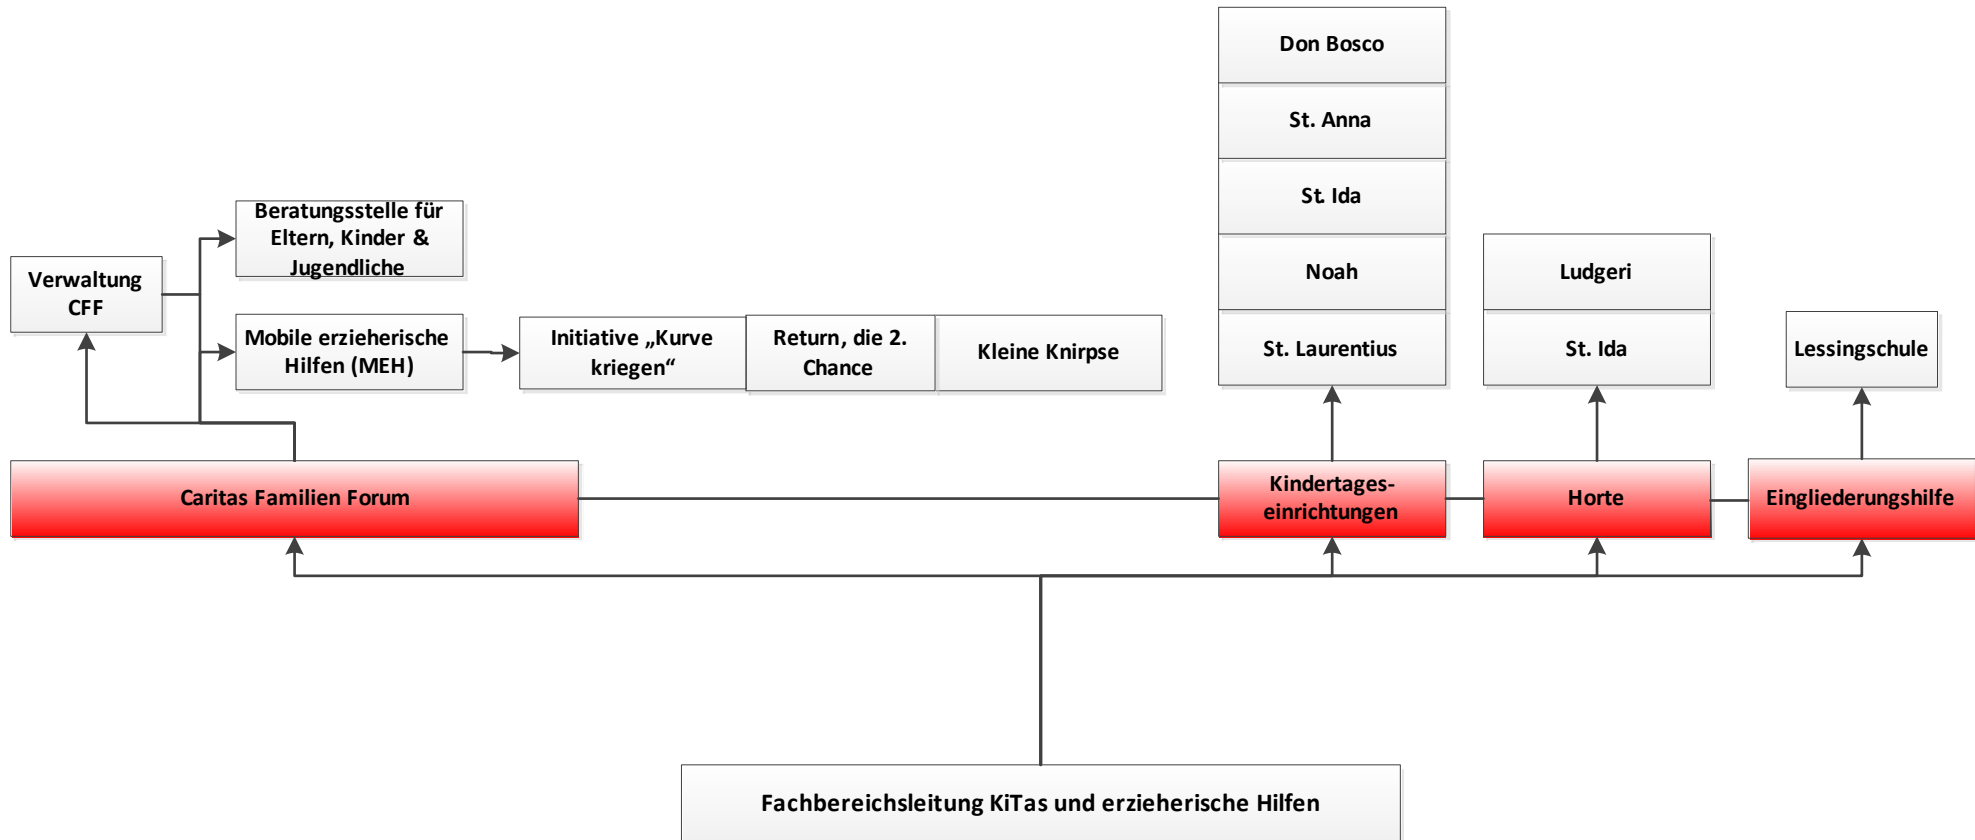 Don Bosco
St. Anna
St. Ida
Noah
St. Laurentius
Ludgeri
St. Ida
Lessingschule
Beratungsstelle für
Eltern, Kinder &
Jugendliche
Verwaltung
CFF
Mobile erzieherische
Hilfen (MEH)
Initiative „Kurve
kriegen“
Return, die 2.
Chance
Kleine Knirpse
Caritas Familien Forum
Kindertages-
einrichtungen
Horte
Eingliederungshilfe
Fachbereichsleitung KiTas und erzieherische Hilfen